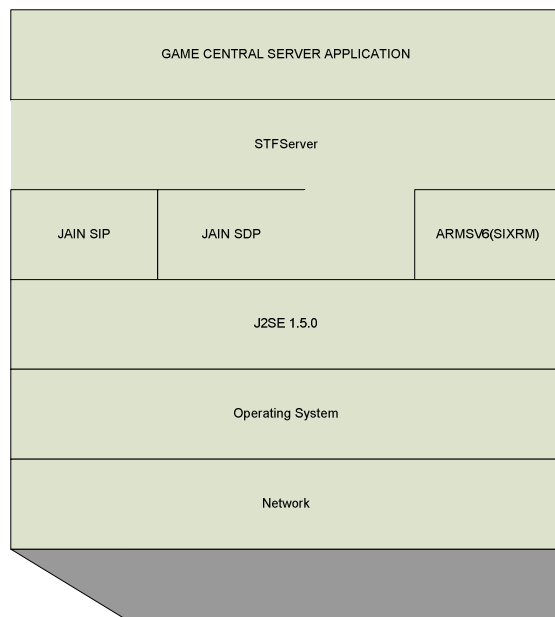 GAME CENTRAL SERVER APPLICATION
STFServer
JAIN SIP
JAIN SDP
ARMSV6(SIXRM)
J2SE 1.5.0
Operating System
Network